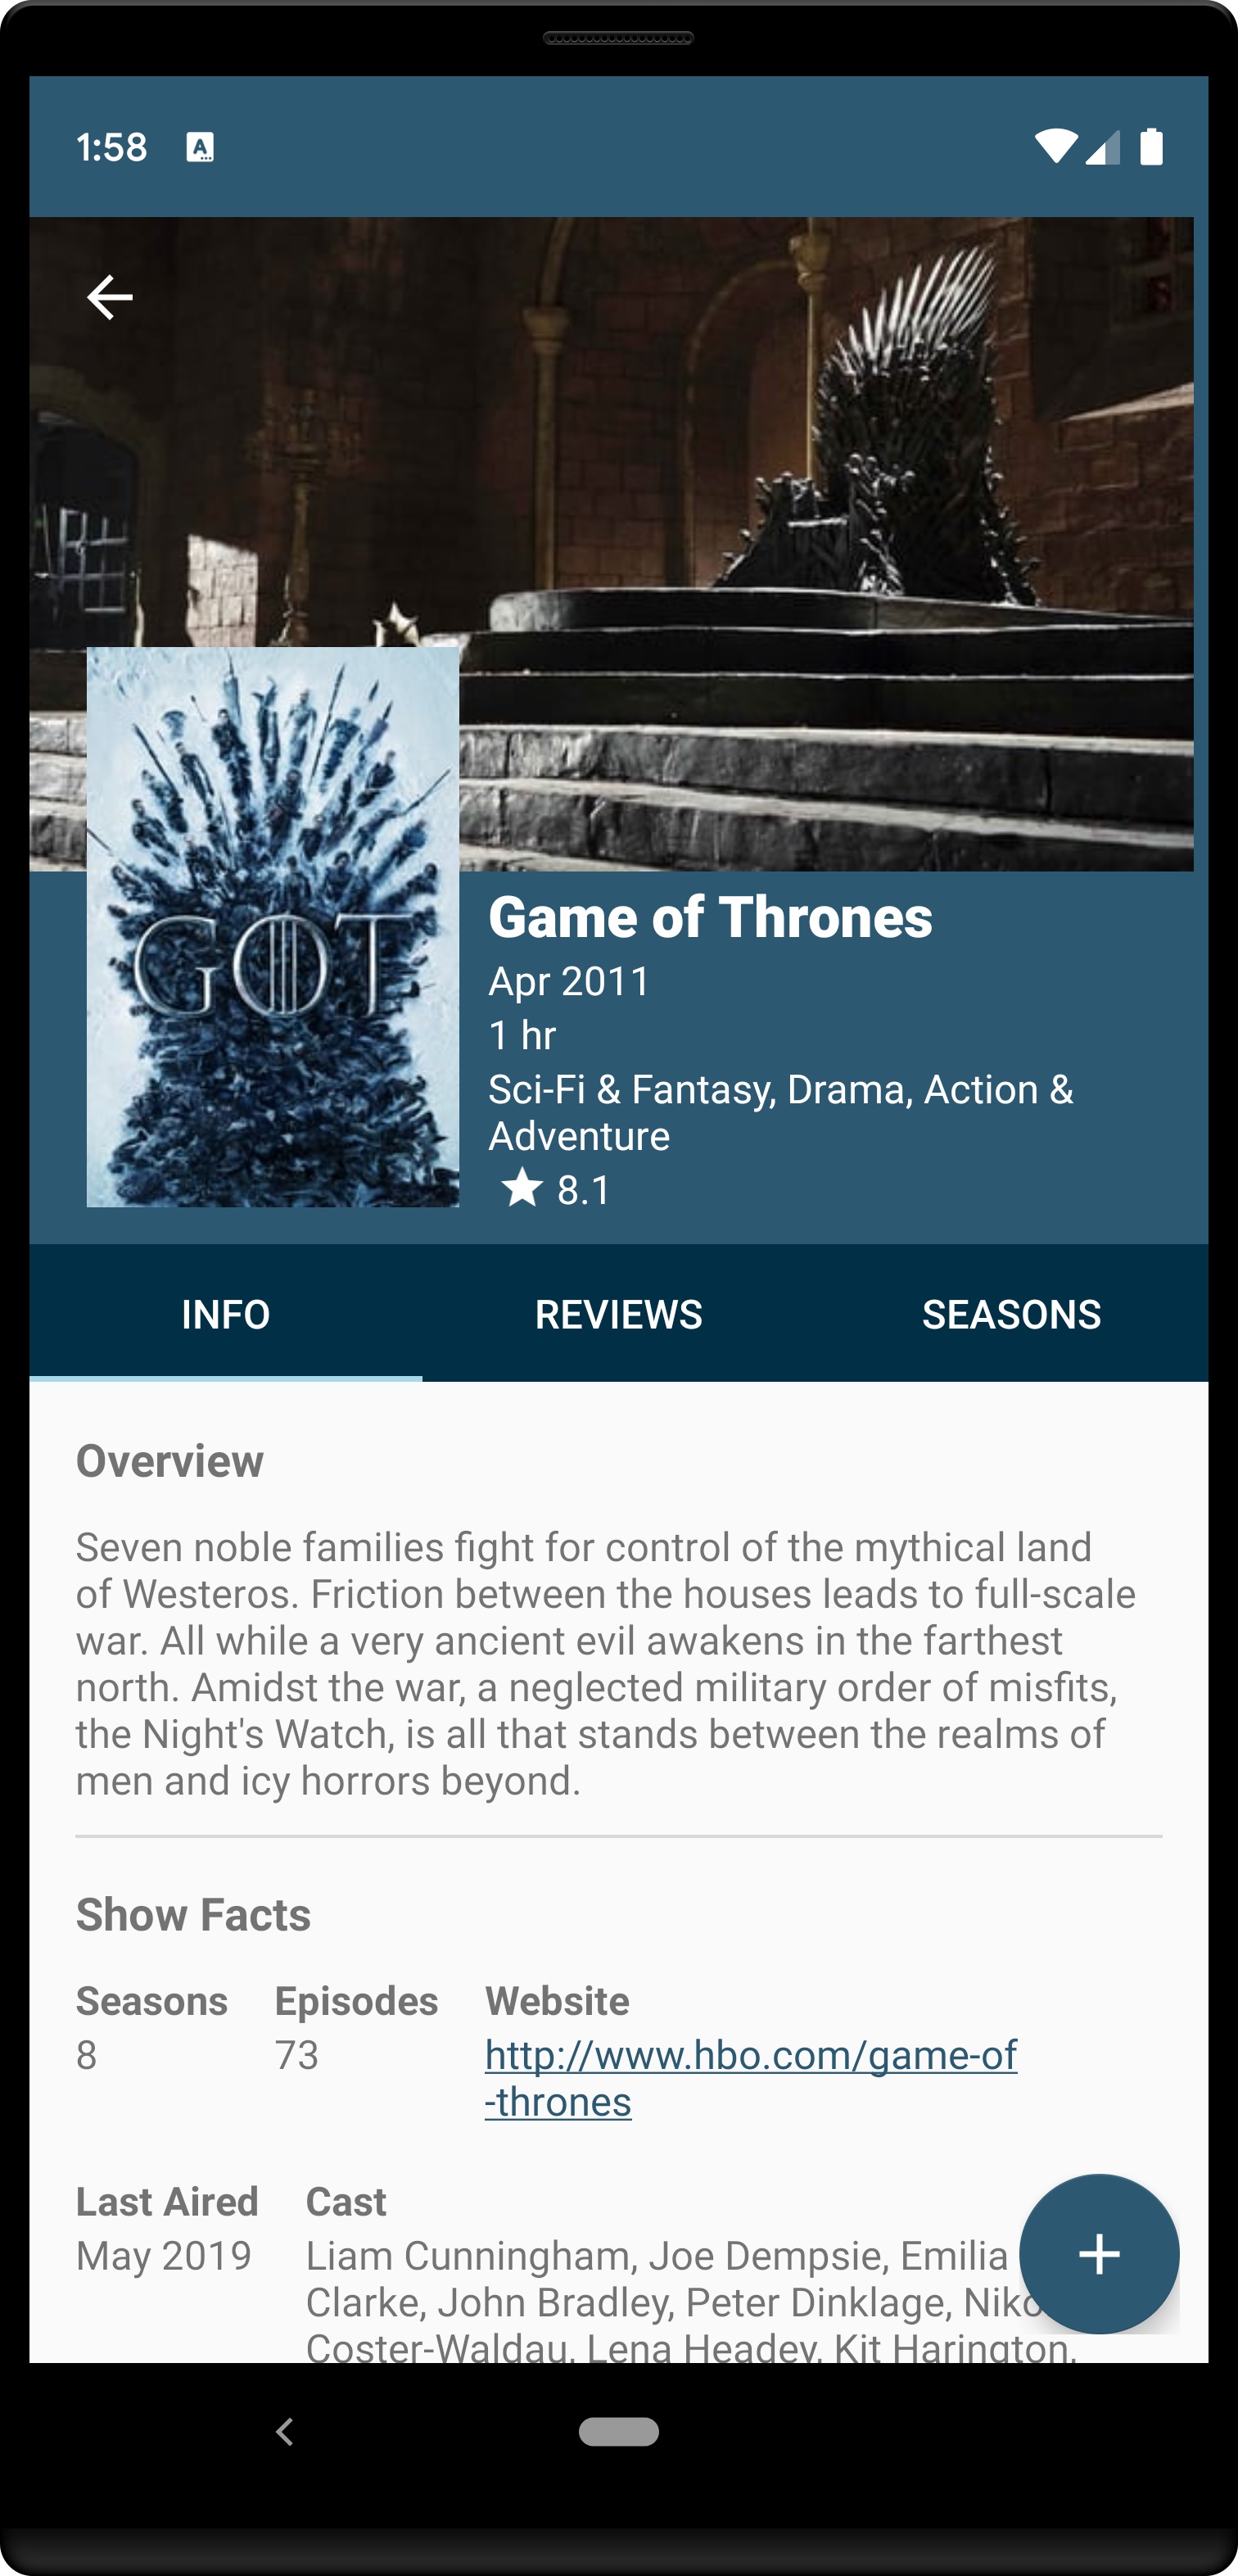 1:58
A
GOT
Game of Thrones
Apr 2011
1 hr
Sci-Fi & Fantasy, Drama, Action &
Adventure
8.1
INFO REVIEWS SEASONS
Overview
Seven noble families fight for control of the mythical land
of Westeros. Friction between the houses leads to full-scale
war. All while a very ancient evil awakens in the farthest
north. Amidst the war, a neglected military order of misfits,
the Night's Watch, is all that stands between the realms of
men and icy horrors beyond.
Show Facts
Seasons Episodes Website
8 73 http://www.hbo.com/game-of
-thrones
Last Aired Cast
May 2019 Liam Cunningham, Joe Dempsie, Emilia
Clarke, John Bradley, Peter Dinklage,
Coster-Waldau, Lena Headey, Kit Harington,